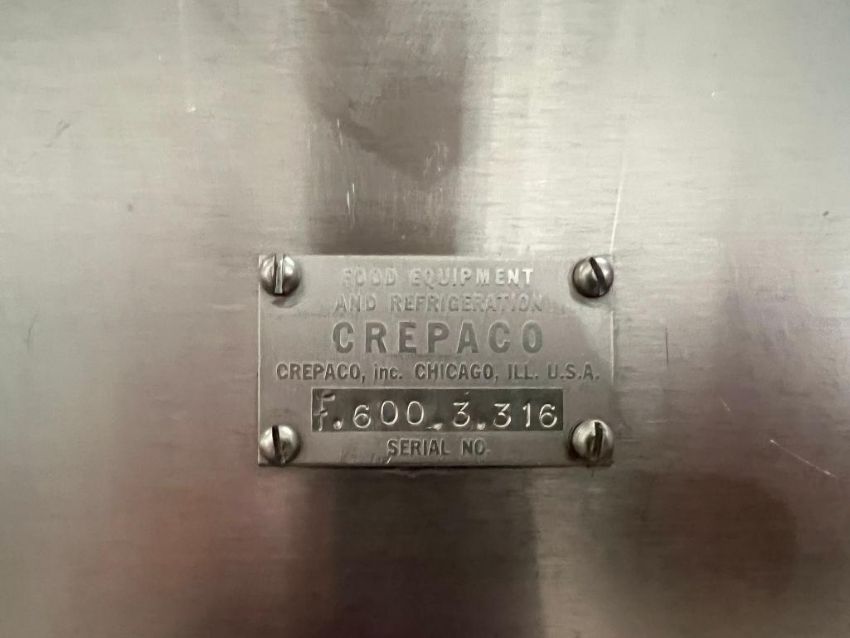 FOOD EQUIPMENT
AND REFRIGERATION
CREPACO
CREPACO, inc. CHICAGO, ILL. U.S.A.
F.600.3.316
SERIAL NO.